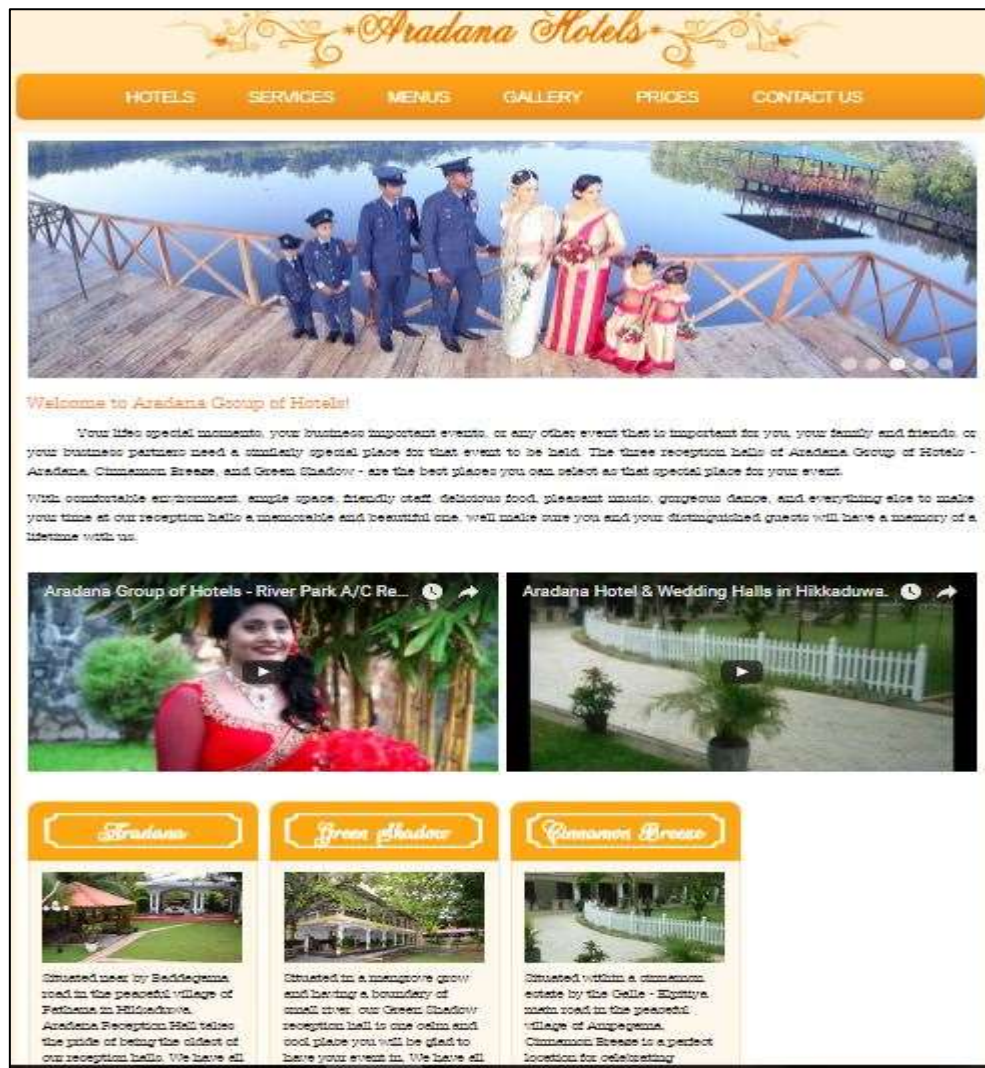 Aradana Hotels
HOTELS SERVICES MENUS GALLERY PRICES CONTACT US
Welcome to Aradana Group of Hotels!
Your lifes special moments, your business important events, or any other event that is important for you, your family and friends, or
your business partners need a similarly special place for that event to be held. The three reception halls of Aradana Group of Hotels -
Aradana, Cinnamon Breeze, and Green Shadow - are the best places you can select as that special place for your event.
With comfortable environment, ample space, friendly staff, delicious food, pleasant music, gorgeous dance, and everything else to make
your time at our reception halls a memorable and beautiful one, well make sure you and your distinguished guests will have a memory of a
lifetime with us.
Aradana Group of Hotels - River Park A/C Re...
Aradana Hotel & Wedding Halls in Hikkaduwa.
Aradana
Situated near by Baddegama
road in the peaceful village of
Pathana in Hikkaduwa,
Aradana Reception Hall takes
the pride of being the oldest of
our reception halls. We have all
Green Shadow
Situated in a mangrove grow
and having a boundary of
small river, our Green Shadow
reception hall is one calm and
cool place you will be glad to
have your event in. We have all
Cinnamon Breeze
Situated within a cinnamon
estate by the Galle - Elpitiya
main road in the peaceful
village of Ampegama,
Cinnamon Breeze is a perfect
location for celebrating